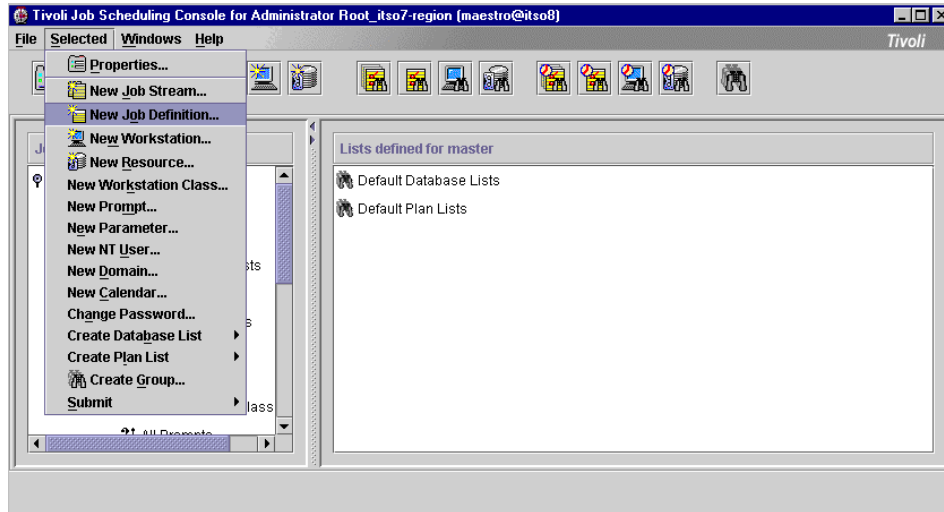 Tivoli Job Scheduling Console for Administrator Root_itso7-region (maestro@itso8)
File Selected Windows Help
Tivoli
Properties...
New Job Stream...
New Job Definition...
New Workstation...
New Resource...
New Workstation Class...
New Prompt...
New Parameter...
New NT User...
New Domain...
New Calendar...
Change Password...
Create Database List
Create Plan List
Create Group...
Submit
Lists defined for master
Default Database Lists
Default Plan Lists